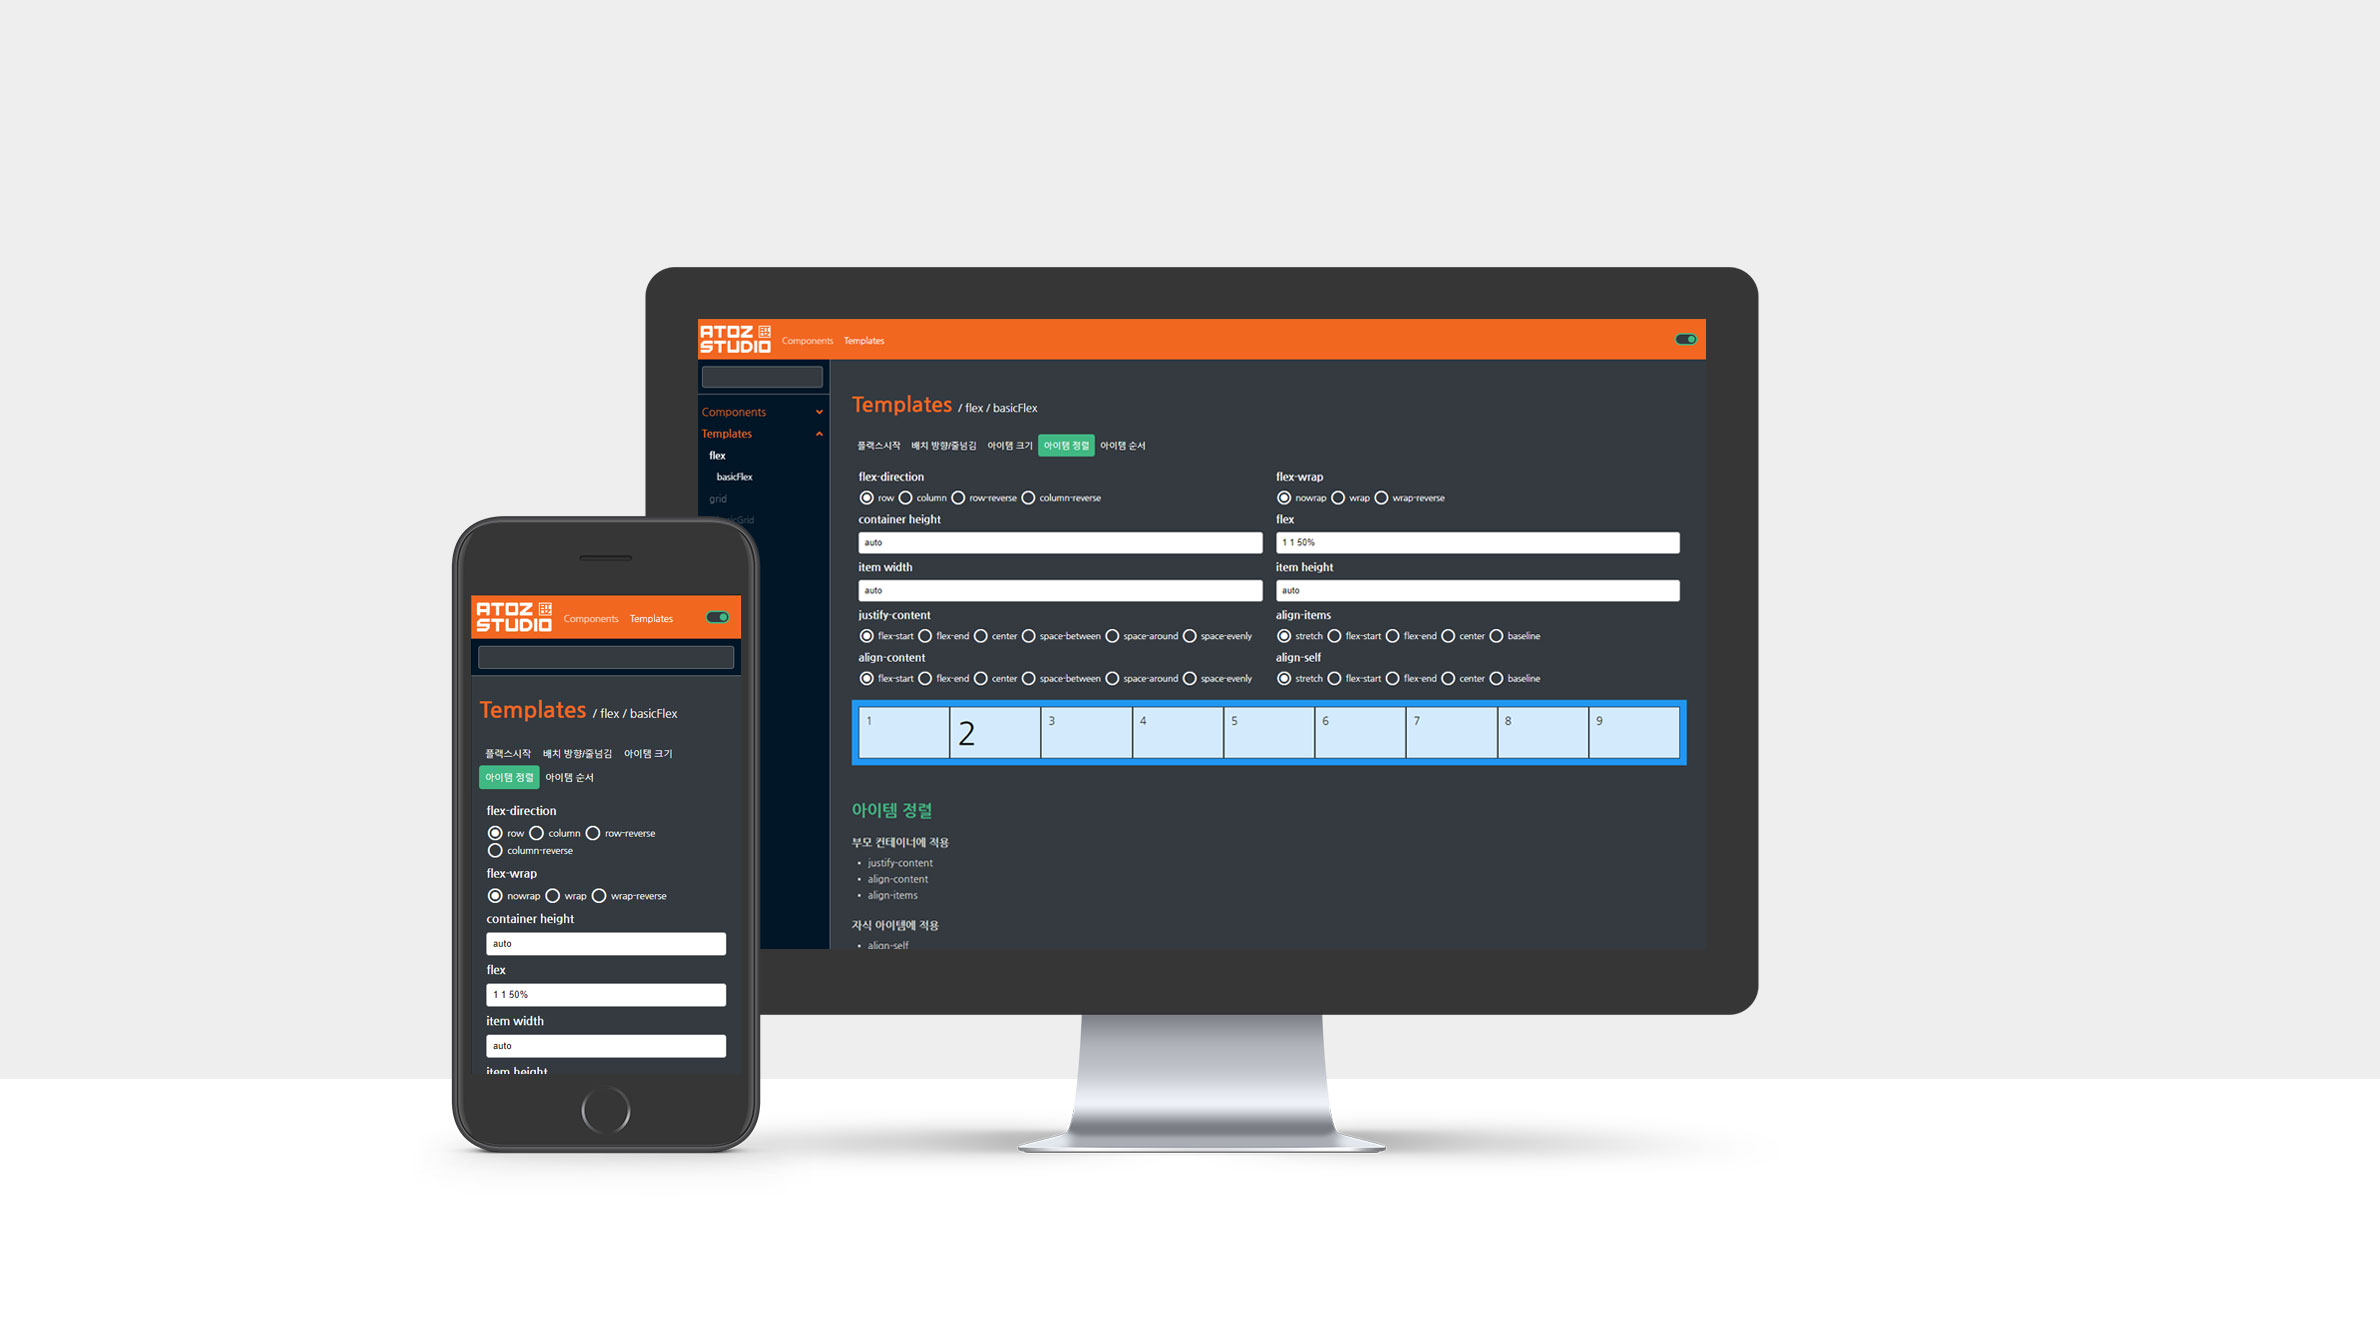 ATOZ
STUDIO
Components Templates
Components
Templates
flex
basicFlex
grid
Templates / flex / basicFlex
플랙스시작 배치 방향/줄넘김 아이템 크기 아이템 정렬 아이템 순서
flex-direction
row column row-reverse column-reverse
flex-wrap
nowrap wrap wrap-reverse
container height
auto
flex
1 1 50%
item width
auto
item height
auto
justify-content
flex-start flex-end center space-between space-around space-evenly
align-items
stretch flex-start flex-end center baseline
align-content
flex-start flex-end center space-between space-around space-evenly
align-self
stretch flex-start flex-end center baseline
1 2 3 4 5 6 7 8 9
아이템 정렬
부모 컨테이너에 적용
• justify-content
• align-content
• align-items
자식 아이템에 적용
• align-self
ATOZ
STUDIO
Components Templates
Templates / flex / basicFlex
플랙스시작 배치 방향/줄넘김 아이템 크기
아이템 정렬 아이템 순서
flex-direction
row column row-reverse
column-reverse
flex-wrap
nowrap wrap wrap-reverse
container height
auto
flex
1 1 50%
item width
auto
item height